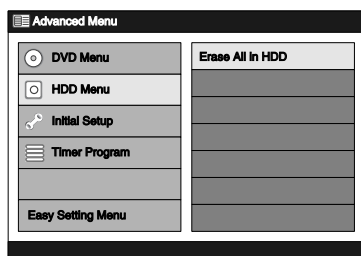 Advanced Menu
DVD Menu
HDD Menu
Initial Setup
Timer Program
Easy Setting Menu
Erase All in HDD